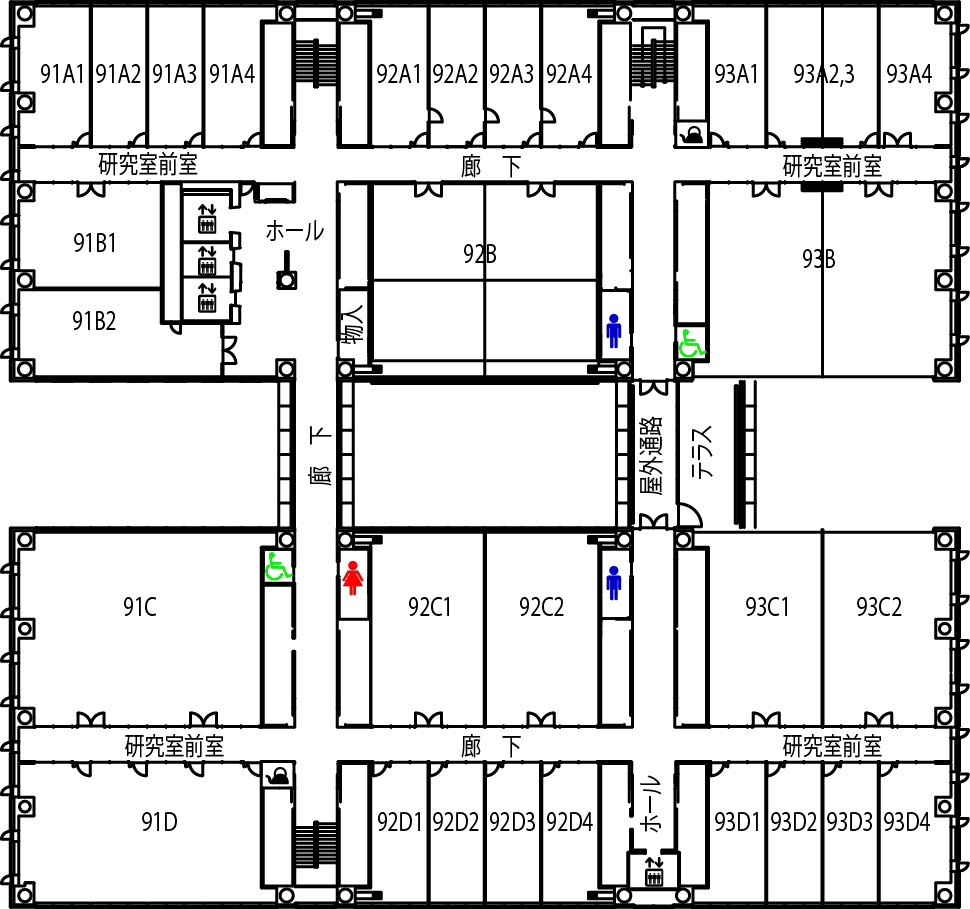 91A1 91A2 91A3 91A4 92A1 92A2 92A3 92A4 93A1 93A2,3 93A4
研究室前室 廊 下 研究室前室
91B1 ホール 92B 93B
91B2 物入
廊 下 屋外通路 テラス
91C 92C1 92C2 93C1 93C2
研究室前室 廊 下 研究室前室
91D 92D1 92D2 92D3 92D4 ホール 93D1 93D2 93D3 93D4